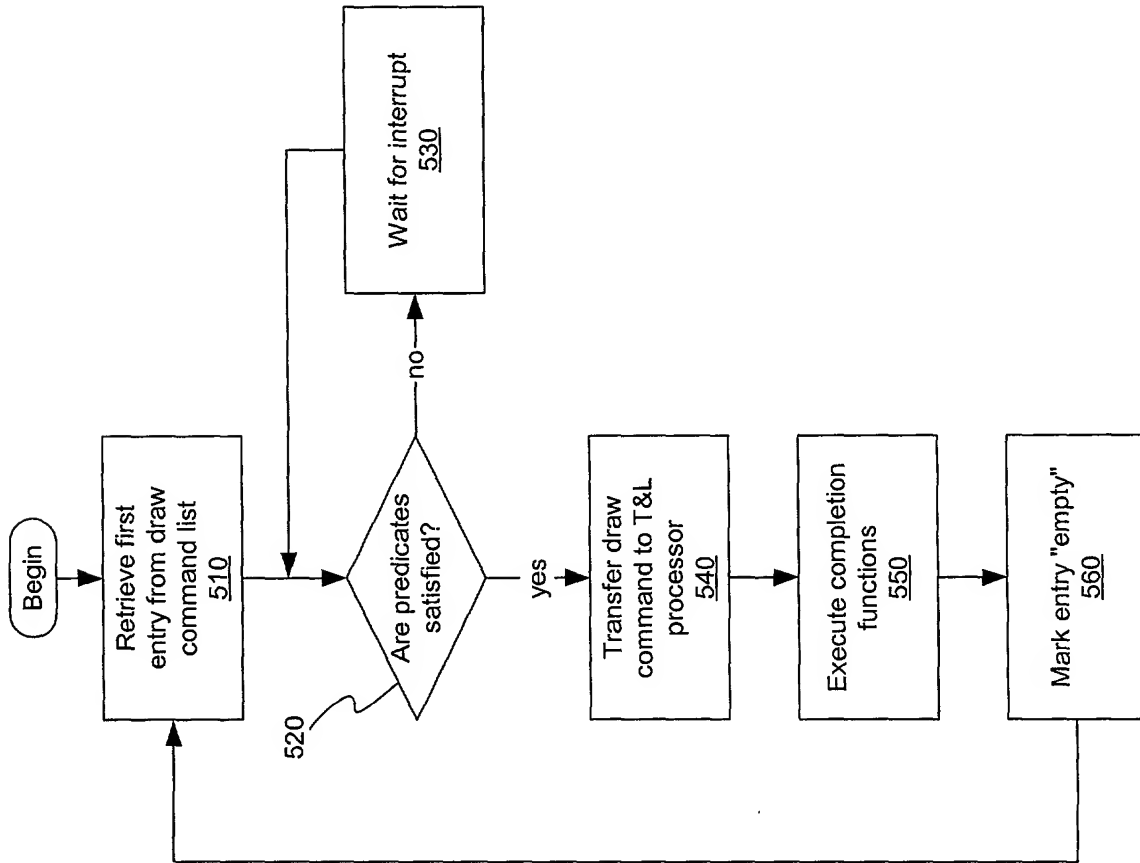 Begin
Retrieve first
entry from draw
command list
510
Are predicates
satisfied?
520
no
Wait for interrupt
530
yes
Transfer draw
command to T&L
processor
540
Execute completion
functions
550
Mark entry "empty"
560